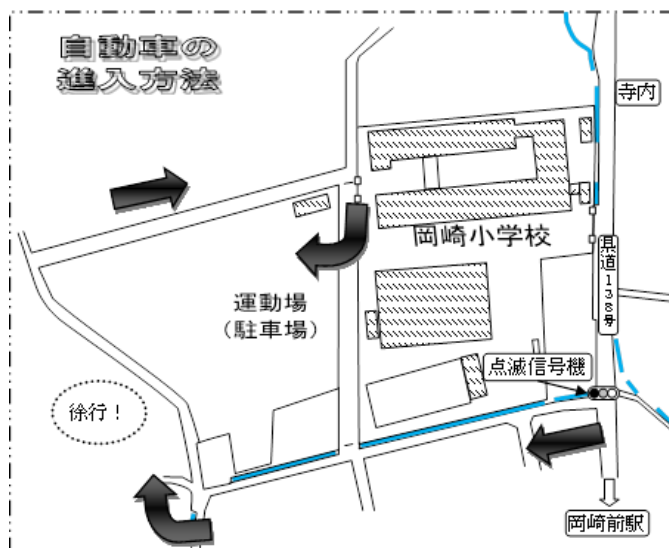 自動車の
進入方法
寺内
岡崎小学校
県道138号
運動場
(駐車場)
点滅信号機
徐行!
岡崎前駅